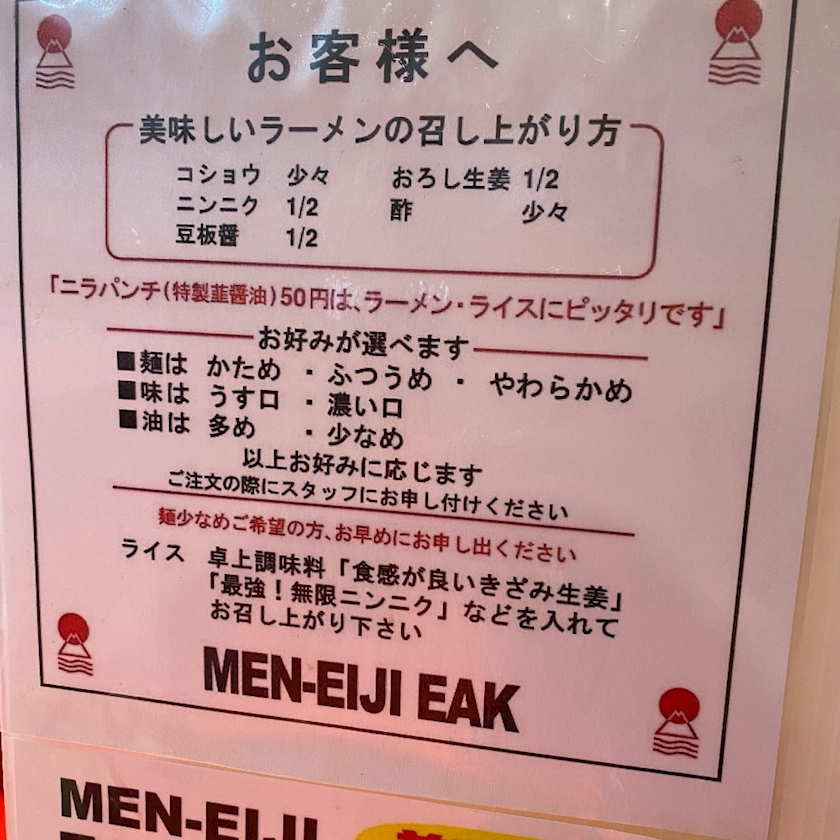 お客様へ
美味しいラーメンの召し上がり方
コショウ 少々 おろし生姜 1/2
ニンニク 1/2 酢 少々
豆板醤 1/2
「ニラパンチ(特製韮醤油)50円は、ラーメン・ライスにピッタリです」
お好みが選べます
■麺は かため ・ ふつうめ ・ やわらかめ
■味は うす口 ・ 濃い口
■油は 多め ・ 少なめ
以上お好みに応じます
ご注文の際にスタッフにお申し付けください
麺少なめご希望の方、お早めにお申し出ください
ライス 卓上調味料「食感が良いきざみ生姜」
「最強！無限ニンニク」などを入れて
お召し上がり下さい
MEN-EIJI EAK
MEN-EIJI